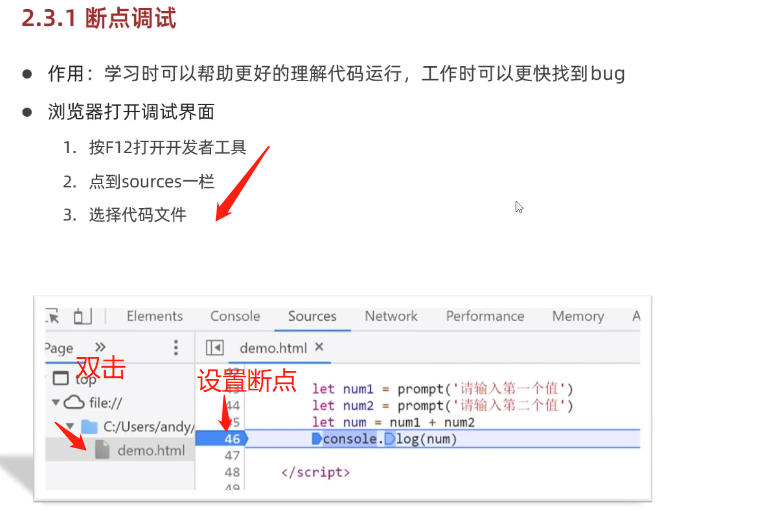 2.3.1 断点调试
● 作用：学习时可以帮助更好的理解代码运行，工作时可以更快找到bug
● 浏览器打开调试界面
1. 按F12打开开发者工具
2. 点到sources一栏
3. 选择代码文件
Elements Console Sources Network Performance Memory A
Page » demo.html ×
双击
top
设置断点
file://
C:/Users/andy/
demo.html
let num1 = prompt('请输入第一个值')
44 let num2 = prompt('请输入第二个值')
let num = num1 + num2
46 console.log(num)
47
48 </script>
49